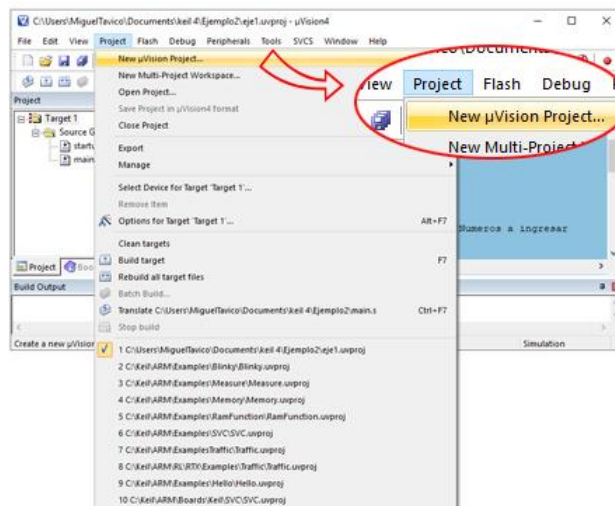 C:\Users\MiguelTavico\Documents\keil 4\Ejemplo2\eje1.uvproj - µVision4
File Edit View Project Flash Debug Peripherals Tools SVCS Window Help
New µVision Project...
New Multi-Project Workspace...
Open Project...
Save Project in µVision4 format
Close Project
Export
Manage
Select Device for Target 'Target 1'...
Remove Item
Options for Target 'Target 1'... Alt+F7
Clean targets
Build target F7
Rebuild all target files
Batch Build...
Translate C:\Users\MiguelTavico\Documents\keil 4\Ejemplo2\main.s Ctrl+F7
Stop build
1 C:\Users\MiguelTavico\Documents\keil 4\Ejemplo2\eje1.uvproj
2 C:\Keil\ARM\Examples\Blinky\Blinky.uvproj
3 C:\Keil\ARM\Examples\Measure\Measure.uvproj
4 C:\Keil\ARM\Examples\Memory\Memory.uvproj
5 C:\Keil\ARM\Examples\RamFunction\RamFunction.uvproj
6 C:\Keil\ARM\Examples\SVC\SVC.uvproj
7 C:\Keil\ARM\ExamplesTraffic\Traffic.uvproj
8 C:\Keil\ARM\RL\RTX\Examples\Traffic\Traffic.uvproj
9 C:\Keil\ARM\Examples\Hello\Hello.uvproj
10 C:\Keil\ARM\Boards\Keil\SVC\SVC.uvproj
Project
Target 1
Source G
startu
main
Project Boo
Build Output
Create a new µVision
Simulation
Numeros a ingresar
View Project Flash Debug
New µVision Project...
New Multi-Project